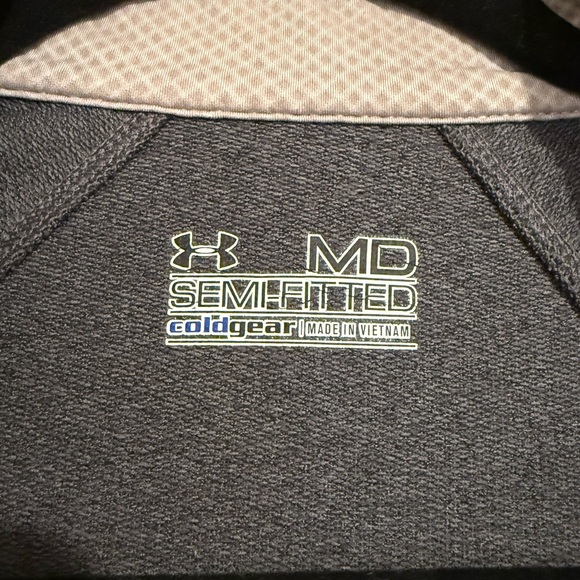 MD
SEMI-FITTED
coldgear | MADE IN VIETNAM